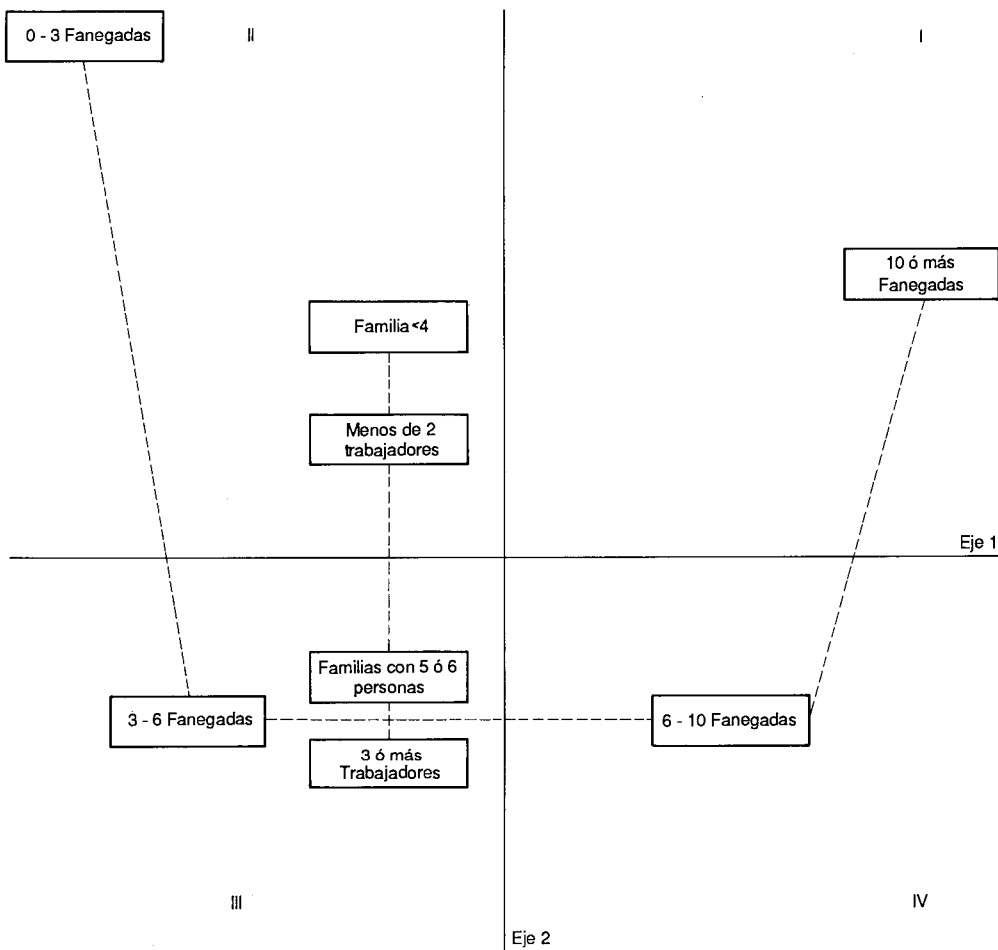 0 - 3 Fanegadas
II
I
10 ó más
Fanegadas
Familia <4
Menos de 2
trabajadores
Eje 1
Familias con 5 ó 6
personas
3 - 6 Fanegadas
6 - 10 Fanegadas
3 ó más
Trabajadores
III
IV
Eje 2